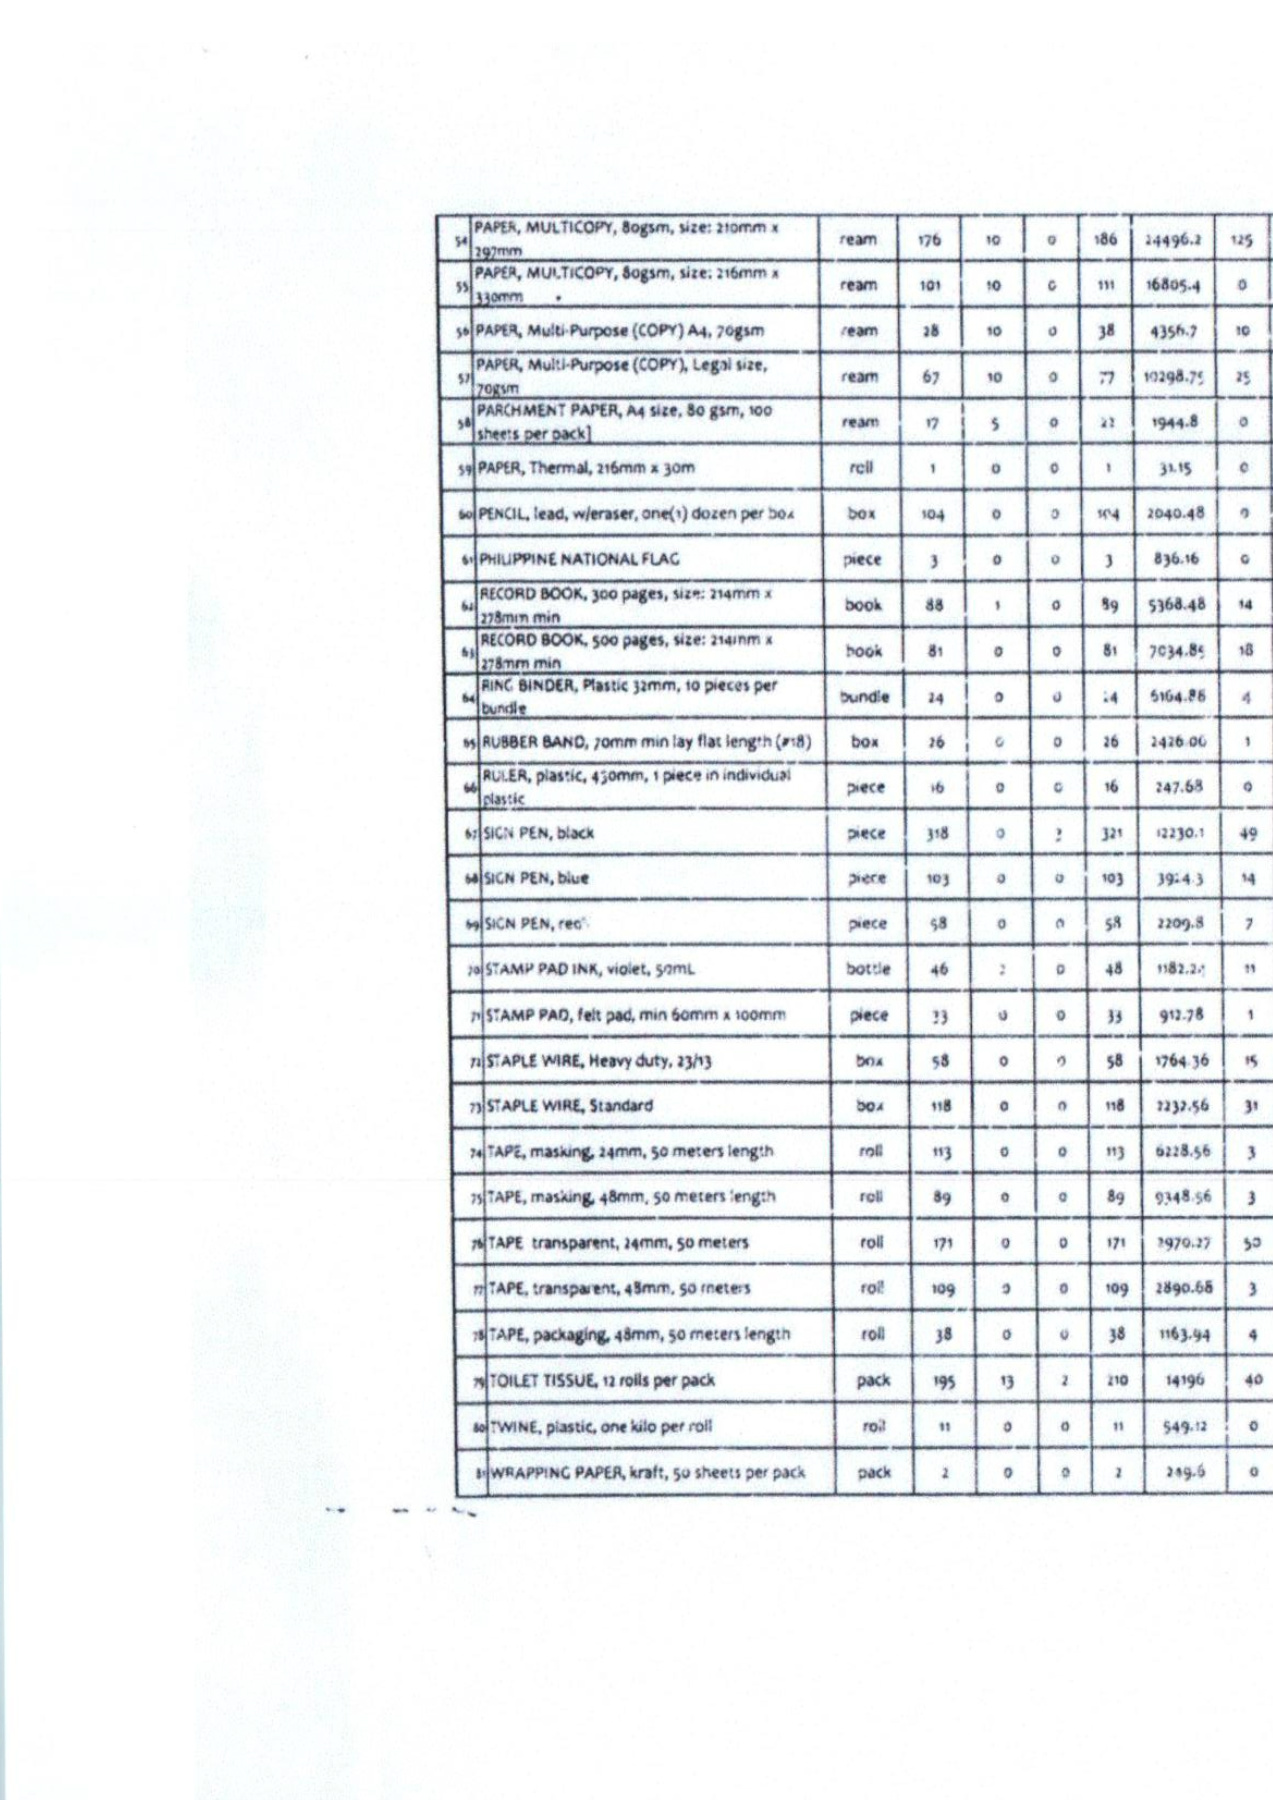 54 PAPER, MULTICOPY, 80gsm, size: 210mm x
297mm ream 176 10 0 186 24496.2 125
55 PAPER, MULTICOPY, 80gsm, size: 216mm x
330mm ream 101 10 0 111 16805.4 0
56 PAPER, Multi-Purpose (COPY) A4, 70gsm ream 28 10 0 38 4356.7 10
57 PAPER, Multi-Purpose (COPY), Legal size,
70gsm ream 67 10 0 77 10298.75 25
58 PARCHMENT PAPER, A4 size, 80 gsm, 100
sheets per pack] ream 17 5 0 22 1944.8 0
59 PAPER, Thermal, 216mm x 30m roll 1 0 0 1 31.15 0
60 PENCIL, lead, w/eraser, one(1) dozen per box box 104 0 0 104 2040.48 0
61 PHILIPPINE NATIONAL FLAG piece 3 0 0 3 836.16 0
62 RECORD BOOK, 300 pages, size: 214mm x
278mm min book 88 1 0 89 5368.48 14
63 RECORD BOOK, 500 pages, size: 214mm x
278mm min book 81 0 0 81 7034.85 18
64 RING BINDER, Plastic 32mm, 10 pieces per
bundle bundle 24 0 0 24 4
65 RUBBER BAND, 70mm min lay flat length (#18) box 26 0 0 26 2426.06 1
66 RULER, plastic, 450mm, 1 piece in individual
plastic piece 16 0 0 16 247.68 0
67 SIGN PEN, black piece 318 0 321 12230.1 49
68 SIGN PEN, blue piece 103 0 0 103 3924.3 14
69 SIGN PEN, red piece 58 0 0 58 2209.8 7
70 STAMP PAD INK, violet, 50mL bottle 46 2 0 48 11
71 STAMP PAD, felt pad, min 60mm x 100mm piece 33 0 0 33 912.78 1
72 STAPLE WIRE, Heavy duty, 23/13 box 58 0 0 58 1764.36 15
73 STAPLE WIRE, Standard box 118 0 0 118 2232.56 31
74 TAPE, masking, 24mm, 50 meters length roll 113 0 0 113 6228.56 3
75 TAPE, masking, 48mm, 50 meters length roll 89 0 0 89 9348.56 3
76 TAPE transparent, 24mm, 50 meters roll 171 0 0 171 50
77 TAPE, transparent, 48mm, 50 meters roll 109 0 0 109 2890.68 3
78 TAPE, packaging, 48mm, 50 meters length roll 38 0 0 38 1163.94 4
79 TOILET TISSUE, 12 rolls per pack pack 195 13 2 210 14196 40
80 TWINE, plastic, one kilo per roll roll 11 0 0 11 549.12 0
81 WRAPPING PAPER, kraft, 50 sheets per pack pack 2 0 0 2 249.6 0